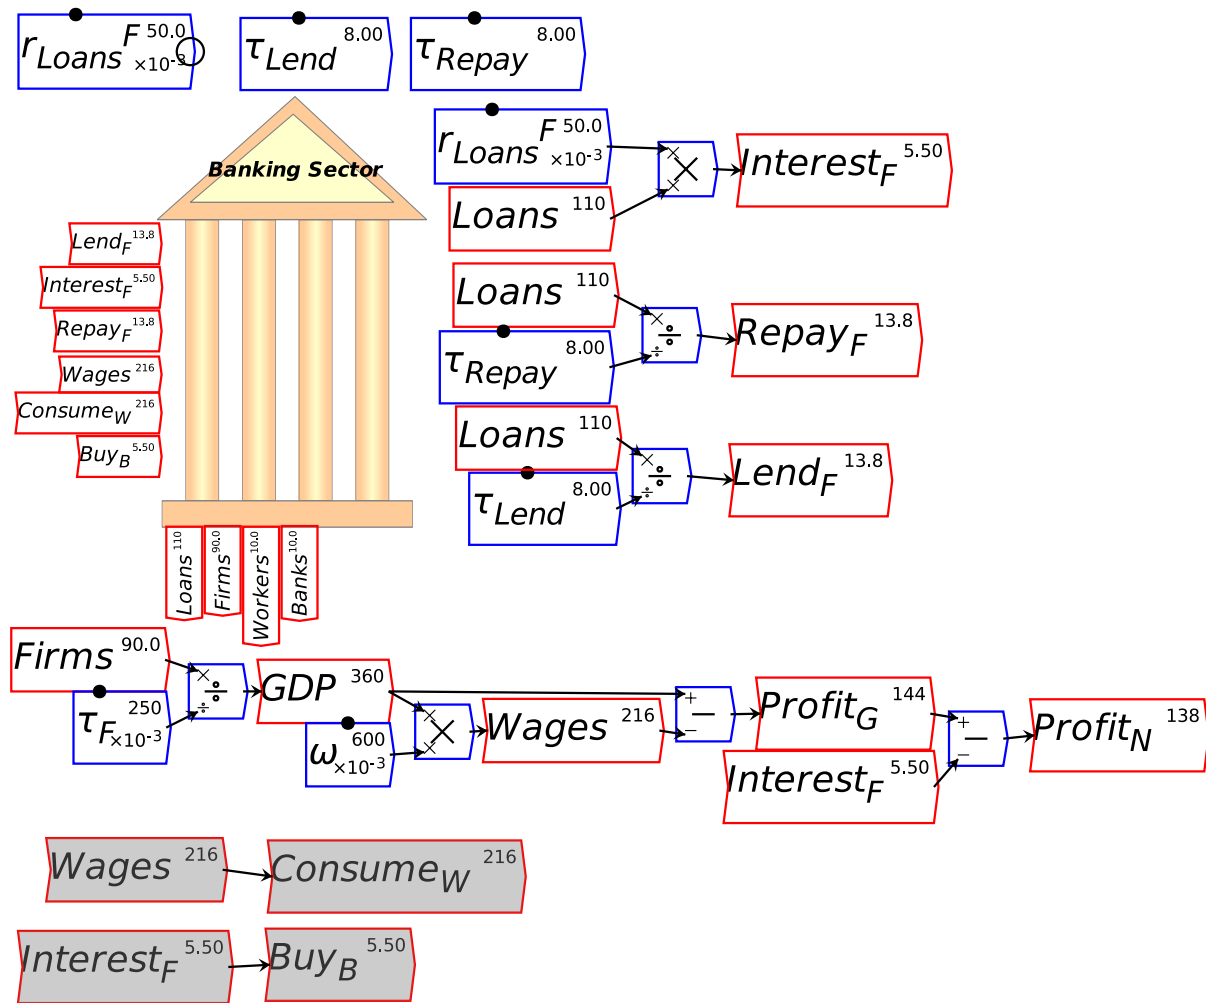 r_Loans^F 50.0 ×10⁻³
τ_Lend 8.00
τ_Repay 8.00
Banking Sector
r_Loans^F 50.0 ×10⁻³
×
×
×
Interest_F 5.50
Loans 110
Lend_F 13.8
Interest_F 5.50
Repay_F 13.8
Wages 216
Consume_W 216
Buy_B 5.50
Loans 110
×
÷
÷
Repay_F 13.8
τ_Repay 8.00
Loans 110
×
÷
÷
Lend_F 13.8
τ_Lend 8.00
Loans 110
Firms 90.0
Workers 10.0
Banks 10.0
Firms 90.0
×
÷
÷
τ_F 250 ×10⁻³
GDP 360
ω 600 ×10⁻³
×
×
×
Wages 216
+
−
−
Profit_G 144
Interest_F 5.50
+
−
−
Profit_N 138
Wages 216
Consume_W 216
Interest_F 5.50
Buy_B 5.50